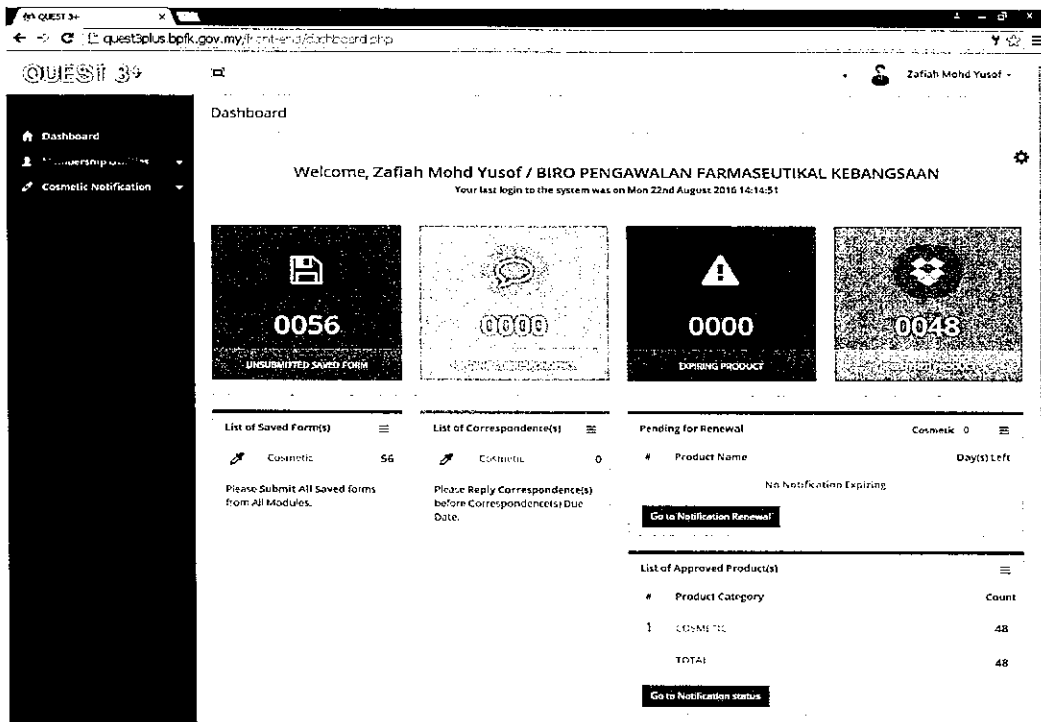 QUEST 3+
quest3plus.bpfk.gov.my/front-end/dashboard.php
QUEST 3+
Zafiah Mohd Yusof
Dashboard
Dashboard
Membership
Cosmetic Notification
Welcome, Zafiah Mohd Yusof / BIRO PENGAWALAN FARMASEUTIKAL KEBANGSAAN
Your last login to the system was on Mon 22nd August 2016 14:14:51
0056
UNSUBMITTED SAVED FORM
0000
0000
EXPIRING PRODUCT
0048
List of Saved Form(s)
Cosmetic 56
Please Submit All Saved forms
from All Modules.
List of Correspondence(s)
Cosmetic 0
Please Reply Correspondence(s)
before Correspondence(s) Due
Date.
Pending for Renewal Cosmetic 0
# Product Name Day(s) Left
No Notification Expiring
Go to Notification Renewal
List of Approved Product(s)
# Product Category Count
1 COSMETIC 48
TOTAL 48
Go to Notification status